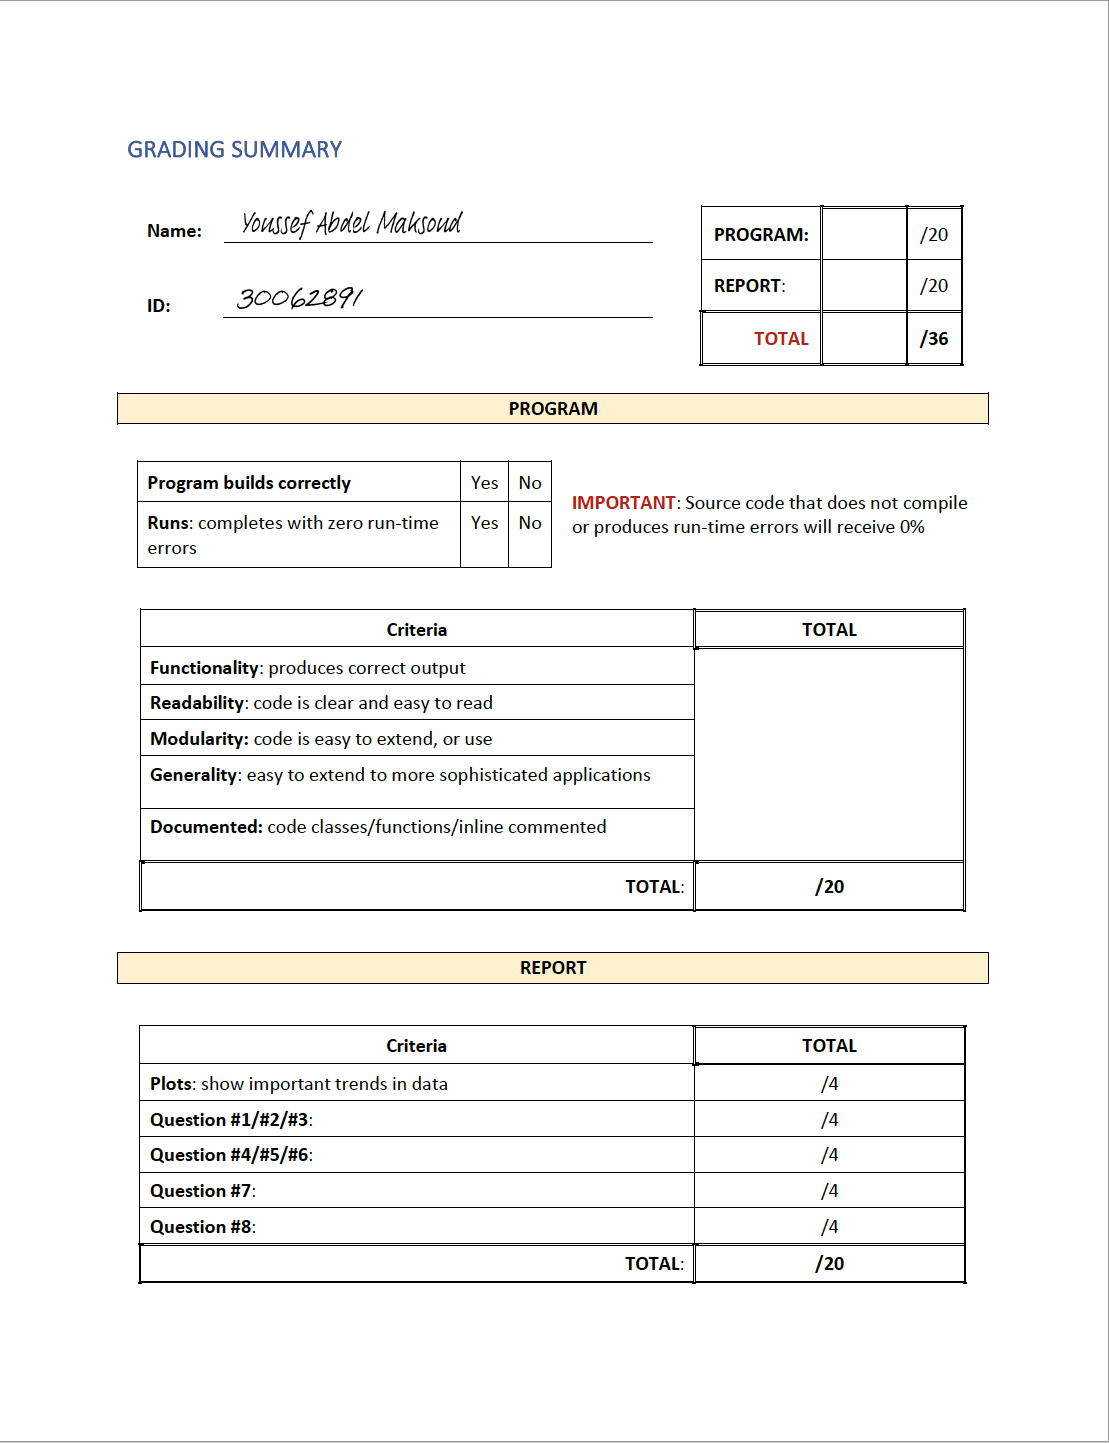 GRADING SUMMARY
Name: Youssef Abdel Maksoud
ID: 30062891
PROGRAM: /20
REPORT: /20
TOTAL /36
PROGRAM
Program builds correctly Yes No
Runs: completes with zero run-time Yes No
errors
IMPORTANT: Source code that does not compile
or produces run-time errors will receive 0%
Criteria TOTAL
Functionality: produces correct output
Readability: code is clear and easy to read
Modularity: code is easy to extend, or use
Generality: easy to extend to more sophisticated applications
Documented: code classes/functions/inline commented
TOTAL: /20
REPORT
Criteria TOTAL
Plots: show important trends in data /4
Question #1/#2/#3: /4
Question #4/#5/#6: /4
Question #7: /4
Question #8: /4
TOTAL: /20